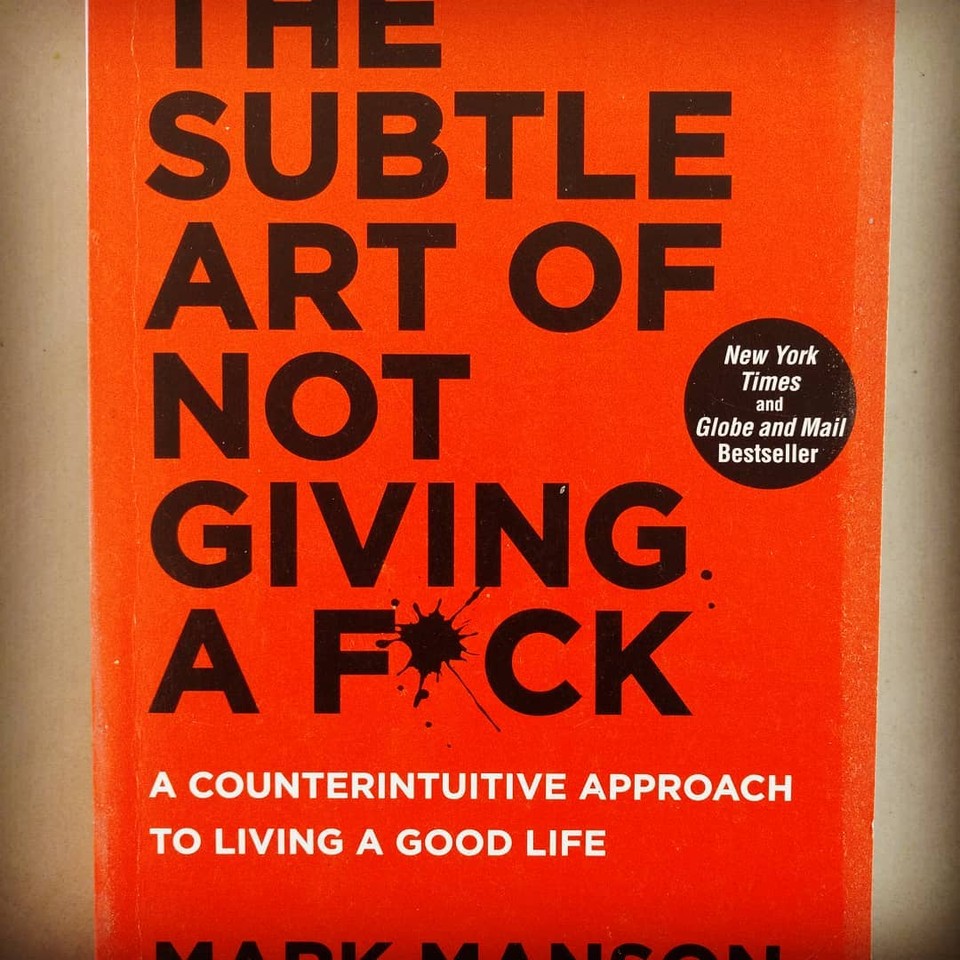 THE
SUBTLE
ART OF
NOT
GIVING
A F*CK
New York
Times
and
Globe and Mail
Bestseller
A COUNTERINTUITIVE APPROACH
TO LIVING A GOOD LIFE
MARK MANSON